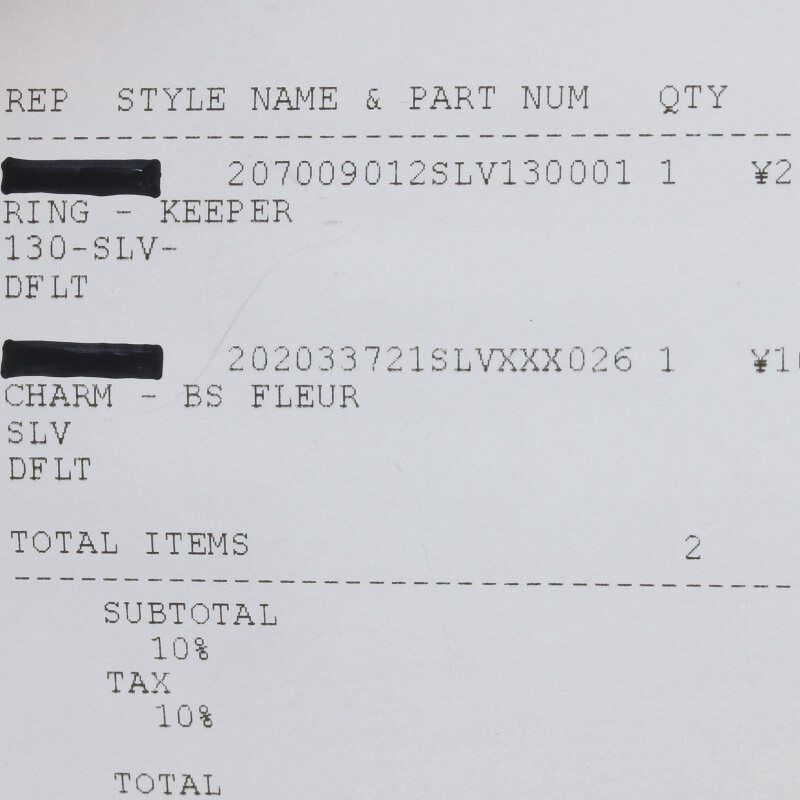 REP STYLE NAME & PART NUM QTY
207009012SLV130001 1 ¥2
RING - KEEPER
130-SLV-
DFLT
202033721SLVXXX026 1 ¥1
CHARM - BS FLEUR
SLV
DFLT
TOTAL ITEMS 2
SUBTOTAL
10%
TAX
10%
TOTAL